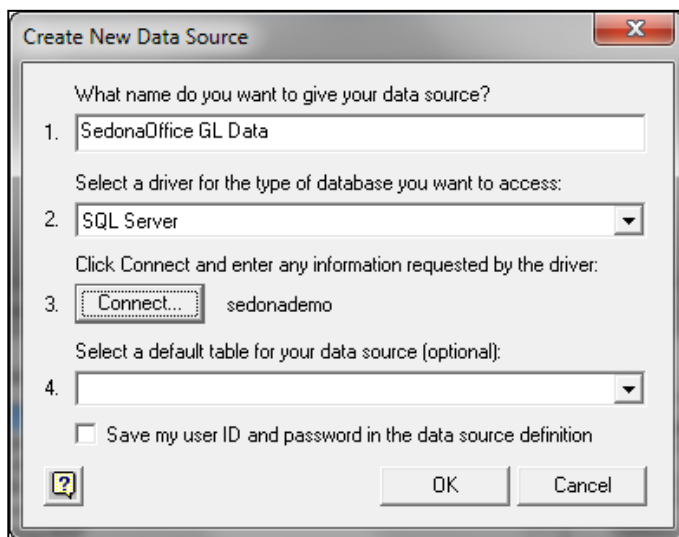 Create New Data Source
What name do you want to give your data source?
1. SedonaOffice GL Data
Select a driver for the type of database you want to access:
2. SQL Server
Click Connect and enter any information requested by the driver:
3. Connect... sedonademo
Select a default table for your data source (optional):
4.
Save my user ID and password in the data source definition
? OK Cancel